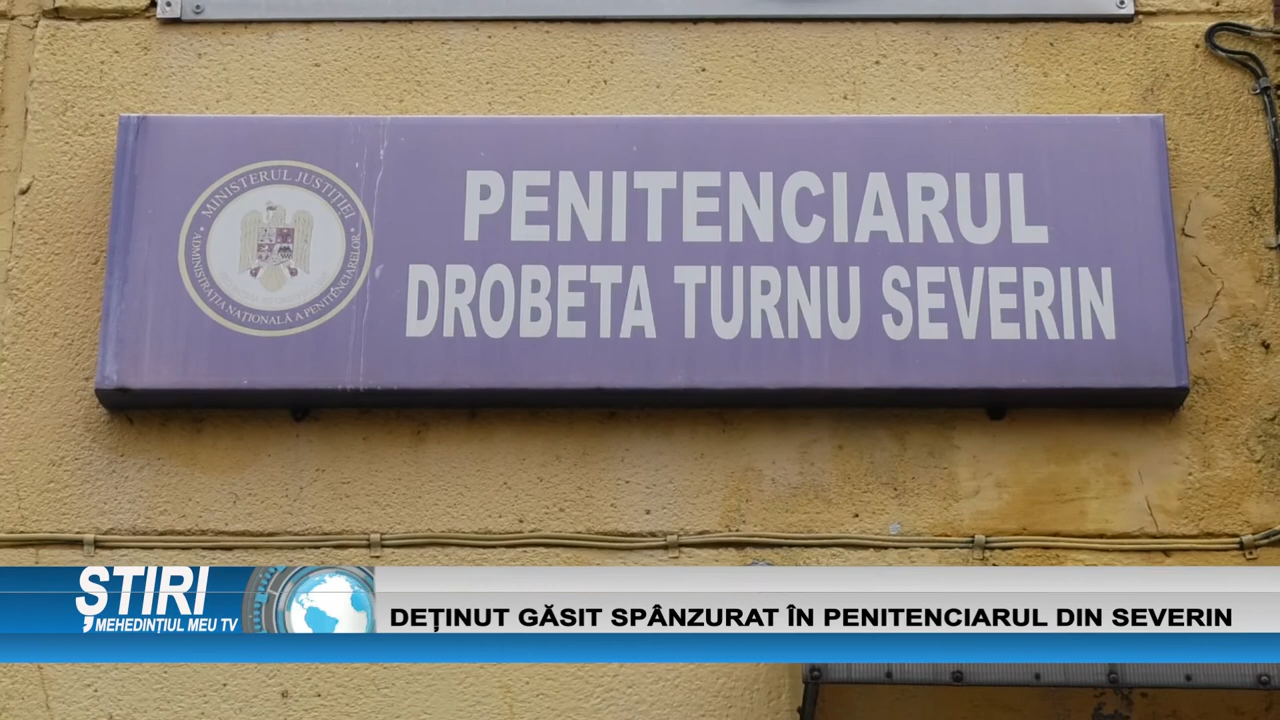 MINISTERUL JUSTIȚIEI
ADMINISTRAȚIA NAȚIONALĂ A PENITENCIARELOR
PENITENCIARUL
DROBETA TURNU SEVERIN
ȘTIRI
MEHEDINȚIUL MEU TV
DEȚINUT GĂSIT SPÂNZURAT ÎN PENITENCIARUL DIN SEVERIN